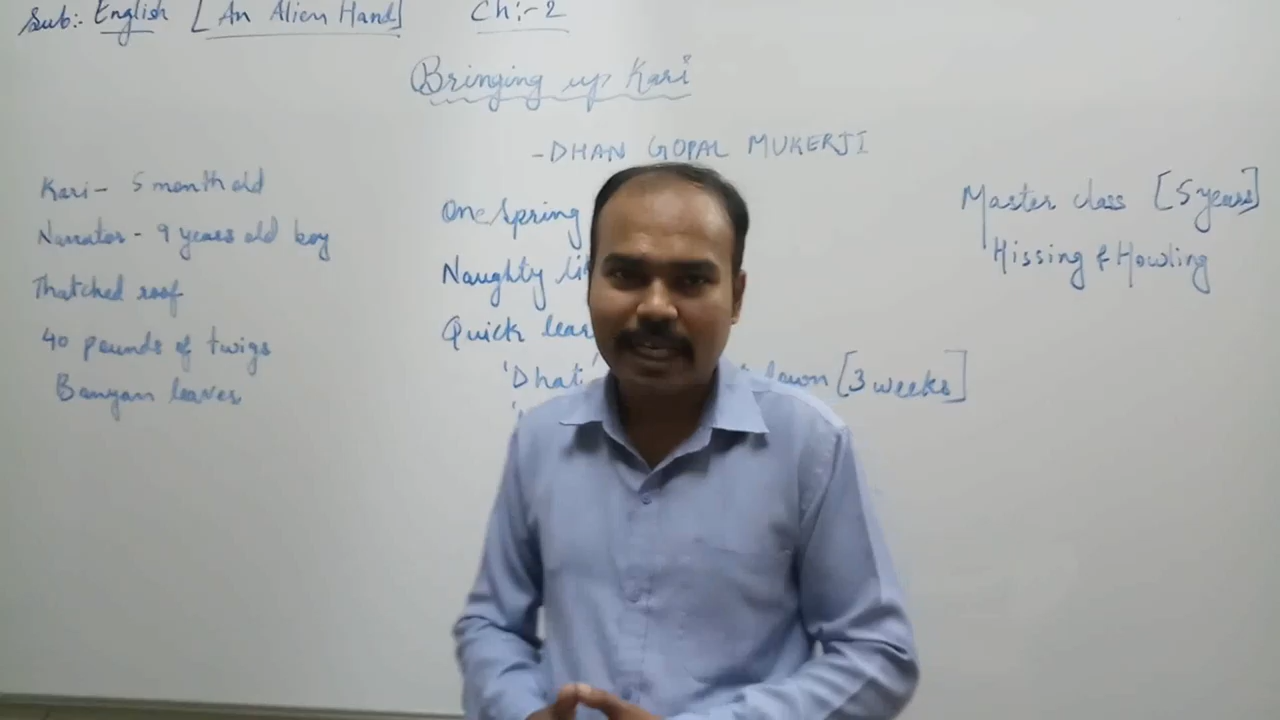 Sub:- English [An Alien Hand] Ch:-2
Bringing up Kari
- DHAN GOPAL MUKERJI
Kari - 5 month old
Narrator - 9 years old boy
Thatched roof
40 pounds of twigs
Banyan leaves
One Spring
Naughty
Quick
'Dhat' down [3 weeks]
Master class [5 years]
Hissing & Howling